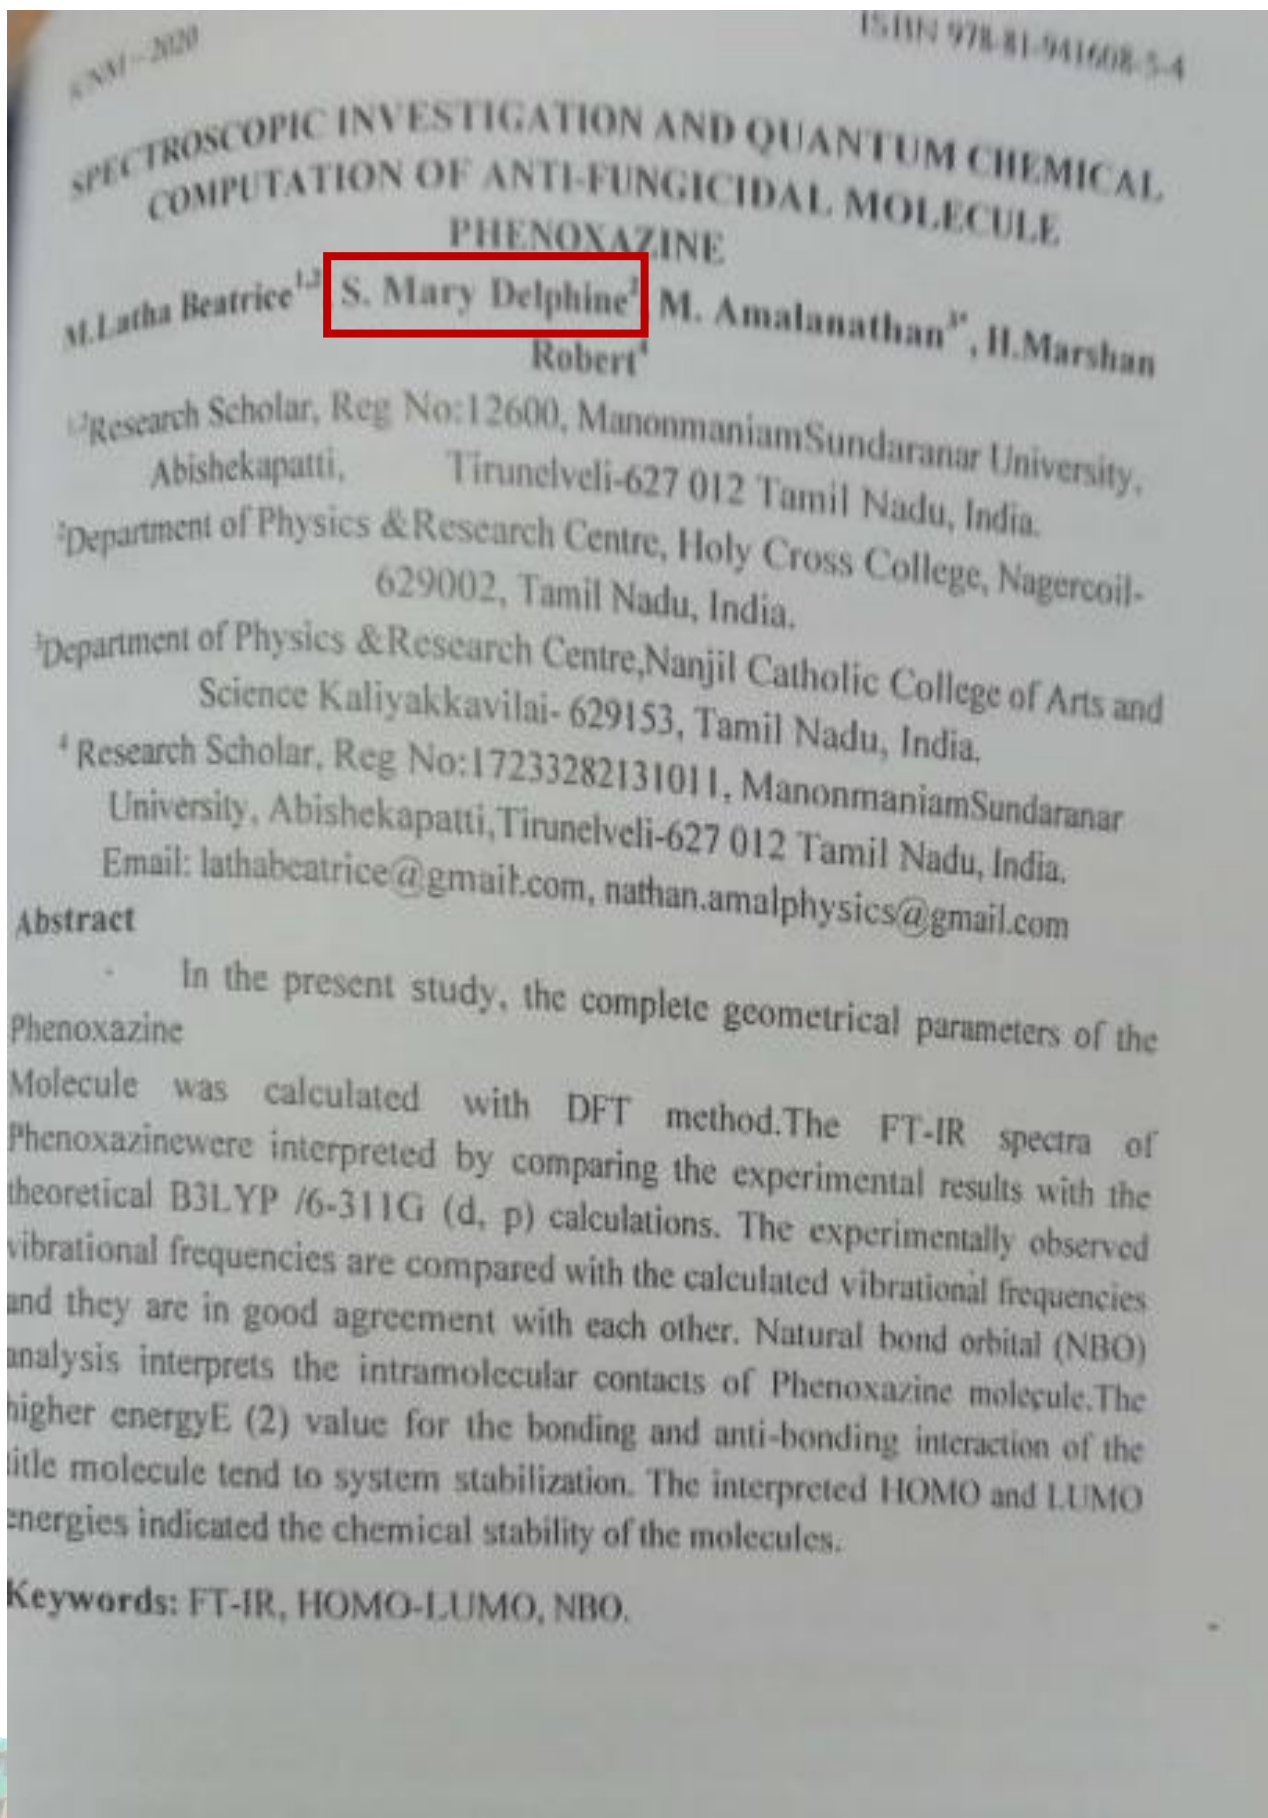 – 2020
ISBN 978-81-941608-5-4
SPECTROSCOPIC INVESTIGATION AND QUANTUM CHEMICAL
COMPUTATION OF ANTI-FUNGICIDAL MOLECULE
PHENOXAZINE
M.Latha Beatrice1,2, S. Mary Delphine2, M. Amalanathan3*, H.Marshan
Robert4
1,2Research Scholar, Reg No:12600, ManonmaniamSundaranar University,
Abishekapatti, Tirunelveli-627 012 Tamil Nadu, India.
2Department of Physics &Research Centre, Holy Cross College, Nagercoil-
629002, Tamil Nadu, India.
3Department of Physics &Research Centre,Nanjil Catholic College of Arts and
Science Kaliyakkavilai- 629153, Tamil Nadu, India.
4 Research Scholar, Reg No:17233282131011, ManonmaniamSundaranar
University, Abishekapatti,Tirunelveli-627 012 Tamil Nadu, India.
Email: lathabeatrice@gmail.com, nathan.amalphysics@gmail.com
Abstract
In the present study, the complete geometrical parameters of the
Phenoxazine
Molecule was calculated with DFT method.The FT-IR spectra of
Phenoxazinewere interpreted by comparing the experimental results with the
theoretical B3LYP /6-311G (d, p) calculations. The experimentally observed
vibrational frequencies are compared with the calculated vibrational frequencies
and they are in good agreement with each other. Natural bond orbital (NBO)
analysis interprets the intramolecular contacts of Phenoxazine molecule.The
higher energyE (2) value for the bonding and anti-bonding interaction of the
title molecule tend to system stabilization. The interpreted HOMO and LUMO
energies indicated the chemical stability of the molecules.
Keywords: FT-IR, HOMO-LUMO, NBO.